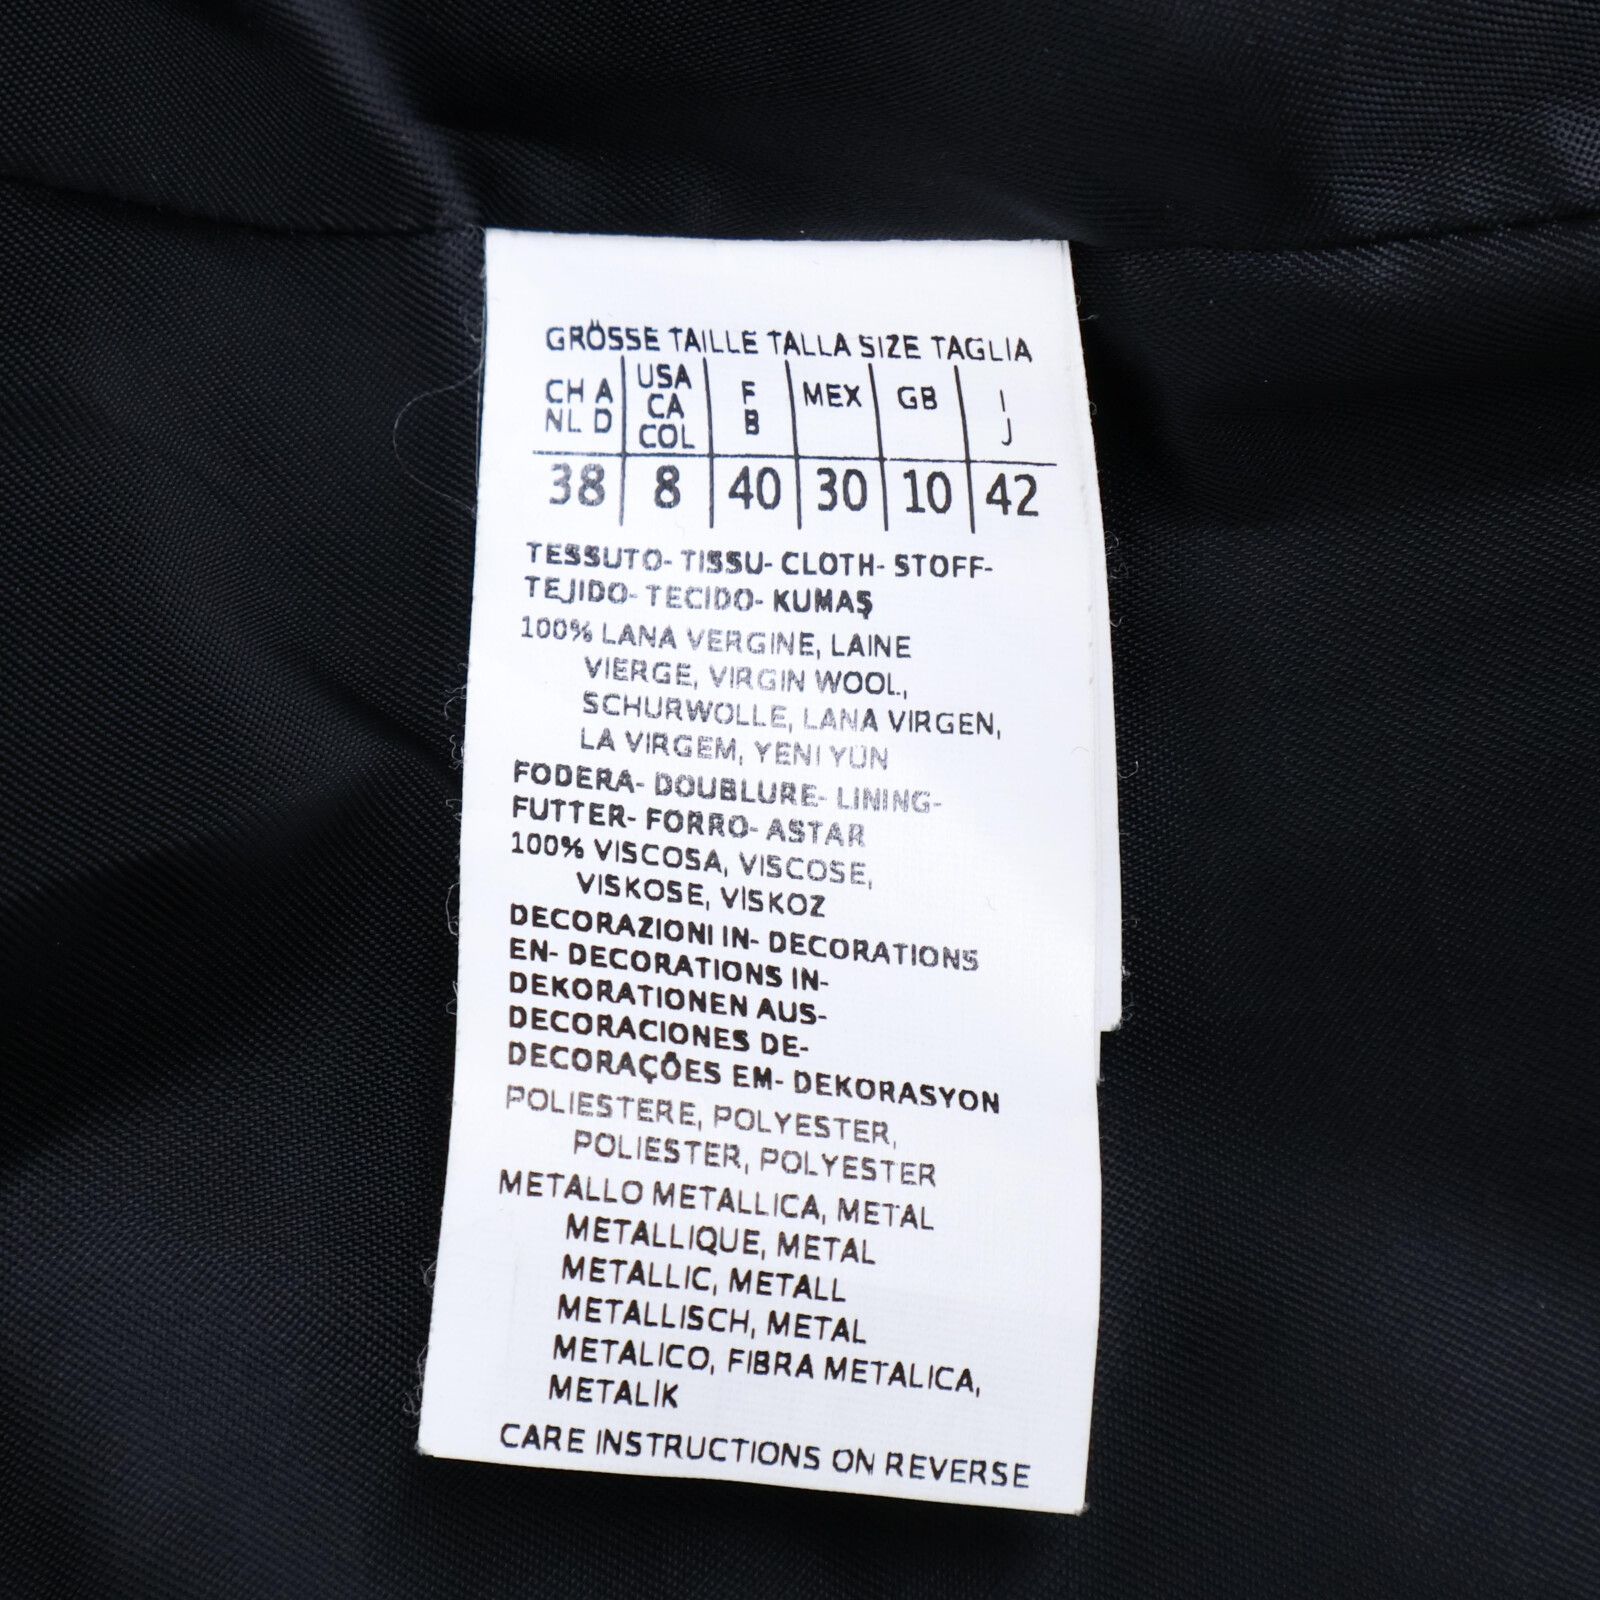 GRÖSSE TAILLE TALLA SIZE TAGLIA
CH A NL D | USA CA COL | F B | MEX | GB | I J
38 | 8 | 40 | 30 | 10 | 42
TESSUTO- TISSU- CLOTH- STOFF-
TEJIDO- TECIDO- KUMAŞ
100% LANA VERGINE, LAINE
VIERGE, VIRGIN WOOL,
SCHURWOLLE, LANA VIRGEN,
LA VIRGEM, YENI YÜN
FODERA- DOUBLURE- LINING-
FUTTER- FORRO- ASTAR
100% VISCOSA, VISCOSE,
VISKOSE, VISKOZ
DECORAZIONI IN- DECORATIONS
EN- DECORATIONS IN-
DEKORATIONEN AUS-
DECORACIONES DE-
DECORAÇÕES EM- DEKORASYON
POLIESTERE, POLYESTER,
POLIESTER, POLYESTER
METALLO METALLICA, METAL
METALLIQUE, METAL
METALLIC, METALL
METALLISCH, METAL
METALICO, FIBRA METALICA,
METALIK
CARE INSTRUCTIONS ON REVERSE